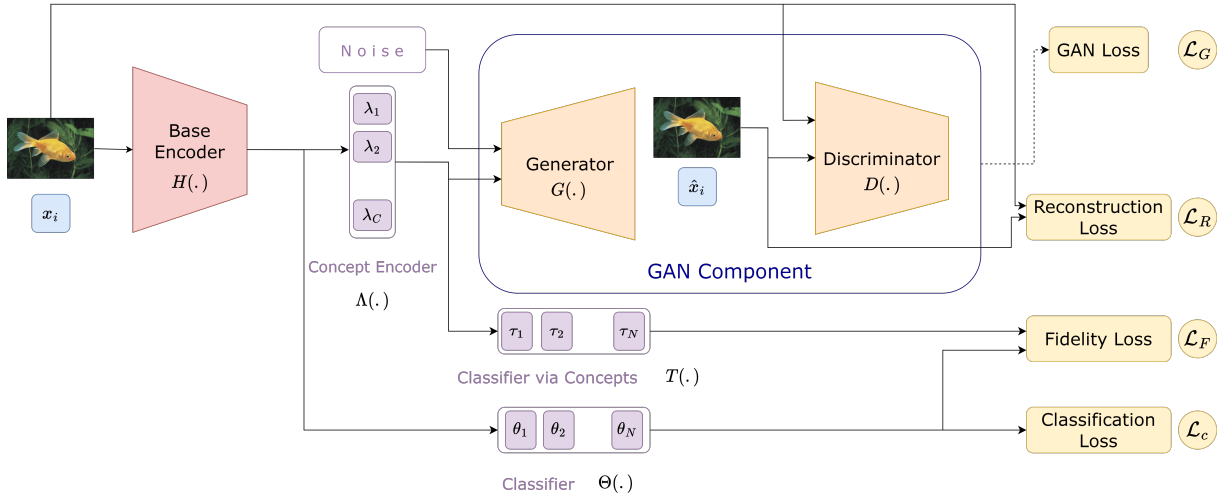 Noise
GAN Loss
𝓛_G
λ_1
λ_2
λ_C
Base
Encoder
H(.)
Generator
G(.)
x̂_i
Discriminator
D(.)
x_i
Reconstruction
Loss
𝓛_R
Concept Encoder
Λ(.)
GAN Component
τ_1 τ_2 τ_N
Fidelity Loss
𝓛_F
Classifier via Concepts T(.)
θ_1 θ_2 θ_N
Classification
Loss
𝓛_c
Classifier Θ(.)